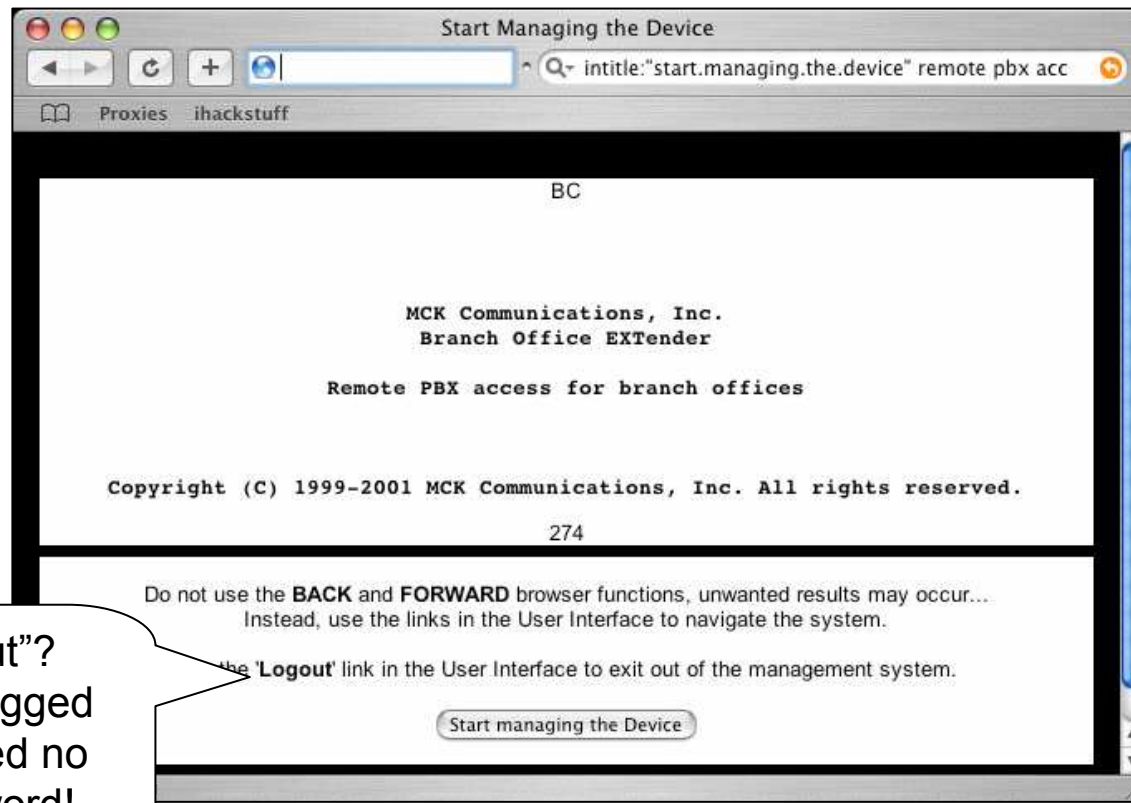 Start Managing the Device
intitle:"start.managing.the.device" remote pbx acc
Proxies ihackstuff
BC
MCK Communications, Inc.
Branch Office EXTender
Remote PBX access for branch offices
Copyright (C) 1999-2001 MCK Communications, Inc. All rights reserved.
274
Do not use the BACK and FORWARD browser functions, unwanted results may occur...
Instead, use the links in the User Interface to navigate the system.
the 'Logout' link in the User Interface to exit out of the management system.
Start managing the Device
no